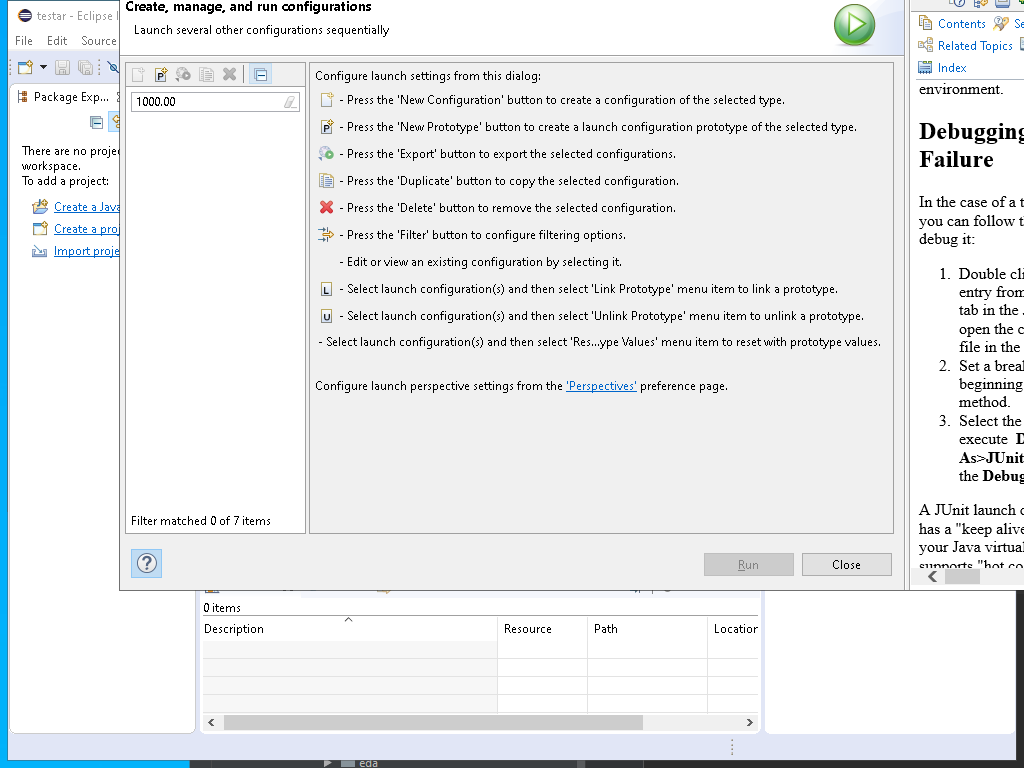 testar - Eclipse I
File Edit Source
Package Exp...
There are no proje
workspace.
To add a project:
Create a Java
Create a proj
Import proje
Create, manage, and run configurations
Launch several other configurations sequentially
1000.00
Filter matched 0 of 7 items
Configure launch settings from this dialog:
- Press the 'New Configuration' button to create a configuration of the selected type.
- Press the 'New Prototype' button to create a launch configuration prototype of the selected type.
- Press the 'Export' button to export the selected configurations.
- Press the 'Duplicate' button to copy the selected configuration.
- Press the 'Delete' button to remove the selected configuration.
- Press the 'Filter' button to configure filtering options.
- Edit or view an existing configuration by selecting it.
L - Select launch configuration(s) and then select 'Link Prototype' menu item to link a prototype.
U - Select launch configuration(s) and then select 'Unlink Prototype' menu item to unlink a prototype.
- Select launch configuration(s) and then select 'Res...ype Values' menu item to reset with prototype values.
Configure launch perspective settings from the 'Perspectives' preference page.
Run
Close
Contents
Se
Related Topics
Index
environment.
Debugging
Failure
In the case of a t
you can follow t
debug it:
1. Double cli
entry from
tab in the J
open the c
file in the
2. Set a breal
beginning
method.
3. Select the
execute D
As>JUnit
the Debug
A JUnit launch c
has a "keep alive
your Java virtual
supports "hot co
0 items
Description Resource Path Location
eda